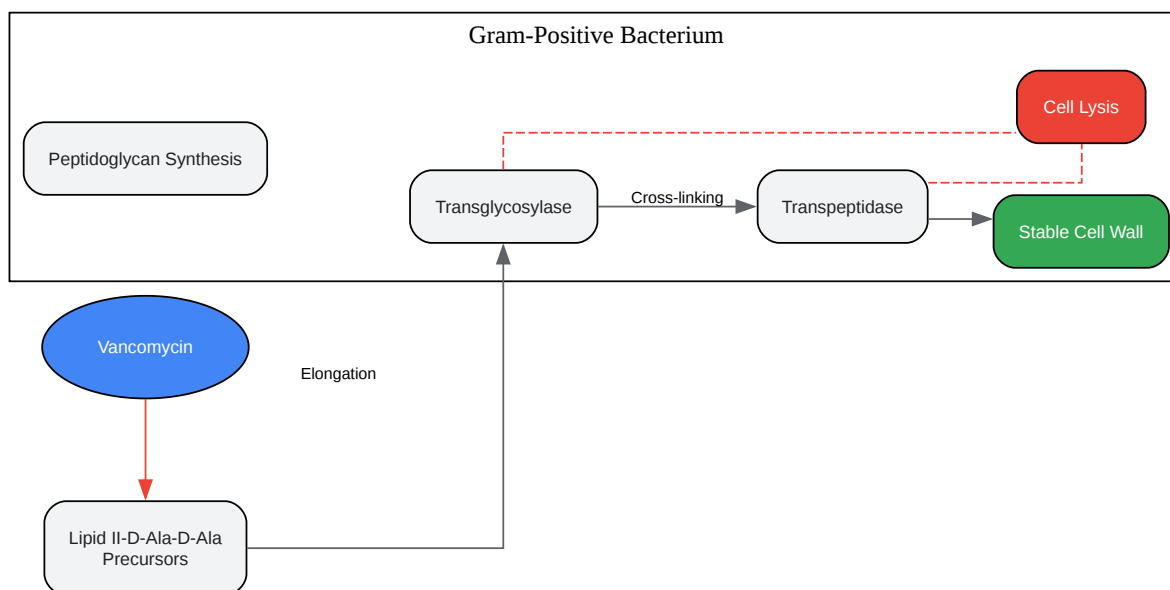 Gram-Positive Bacterium
Cell Lysis
Peptidoglycan Synthesis
Transglycosylase
Cross-linking
Transpeptidase
Stable Cell Wall
Vancomycin
Elongation
Lipid II-D-Ala-D-Ala
Precursors